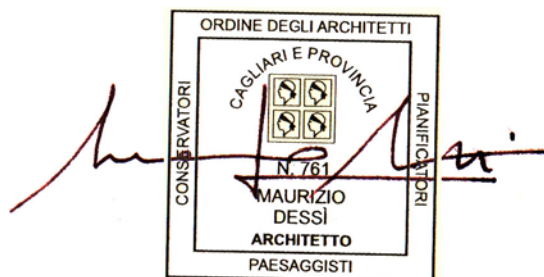 ORDINE DEGLI ARCHITETTI
CAGLIARI E PROVINCIA
CONSERVATORI
PIANIFICATORI
N. 761
MAURIZIO
DESSÌ
ARCHITETTO
PAESAGGISTI